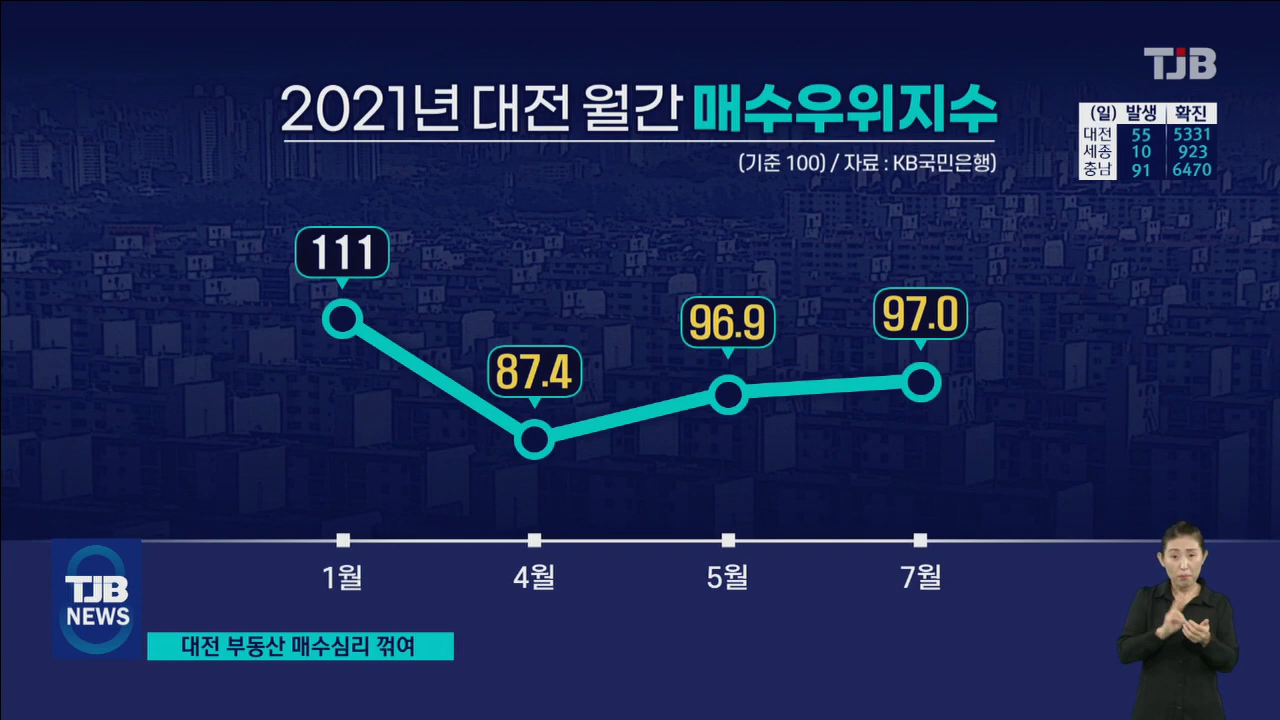 TJB
2021년 대전 월간 매수우위지수
(기준 100) / 자료 : KB국민은행)
(일) 발생 확진
대전 55 5331
세종 10 923
충남 91 6470
111
87.4
96.9
97.0
1월 4월 5월 7월
TJB
NEWS
대전 부동산 매수심리 꺾여